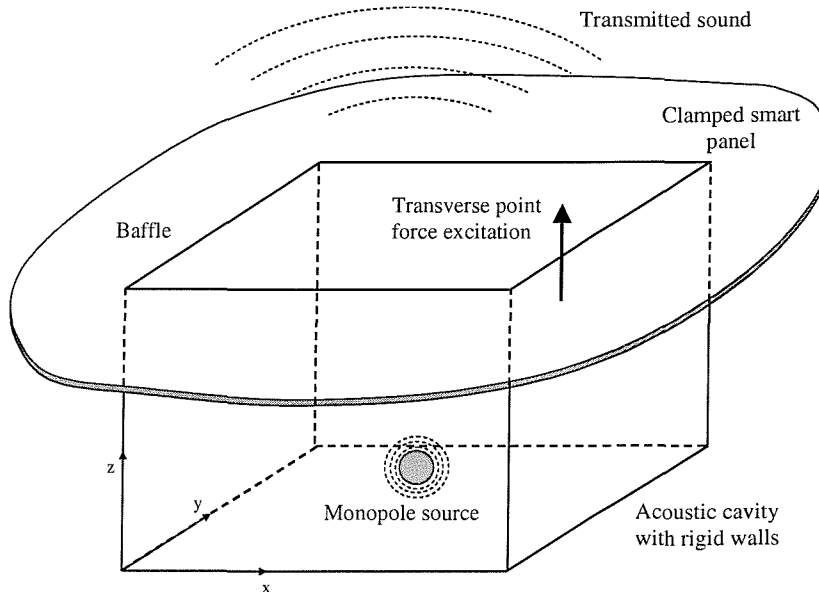 Transmitted sound
Clamped smart
panel
Transverse point
force excitation
Baffle
z
y
Monopole source
Acoustic cavity
with rigid walls
x